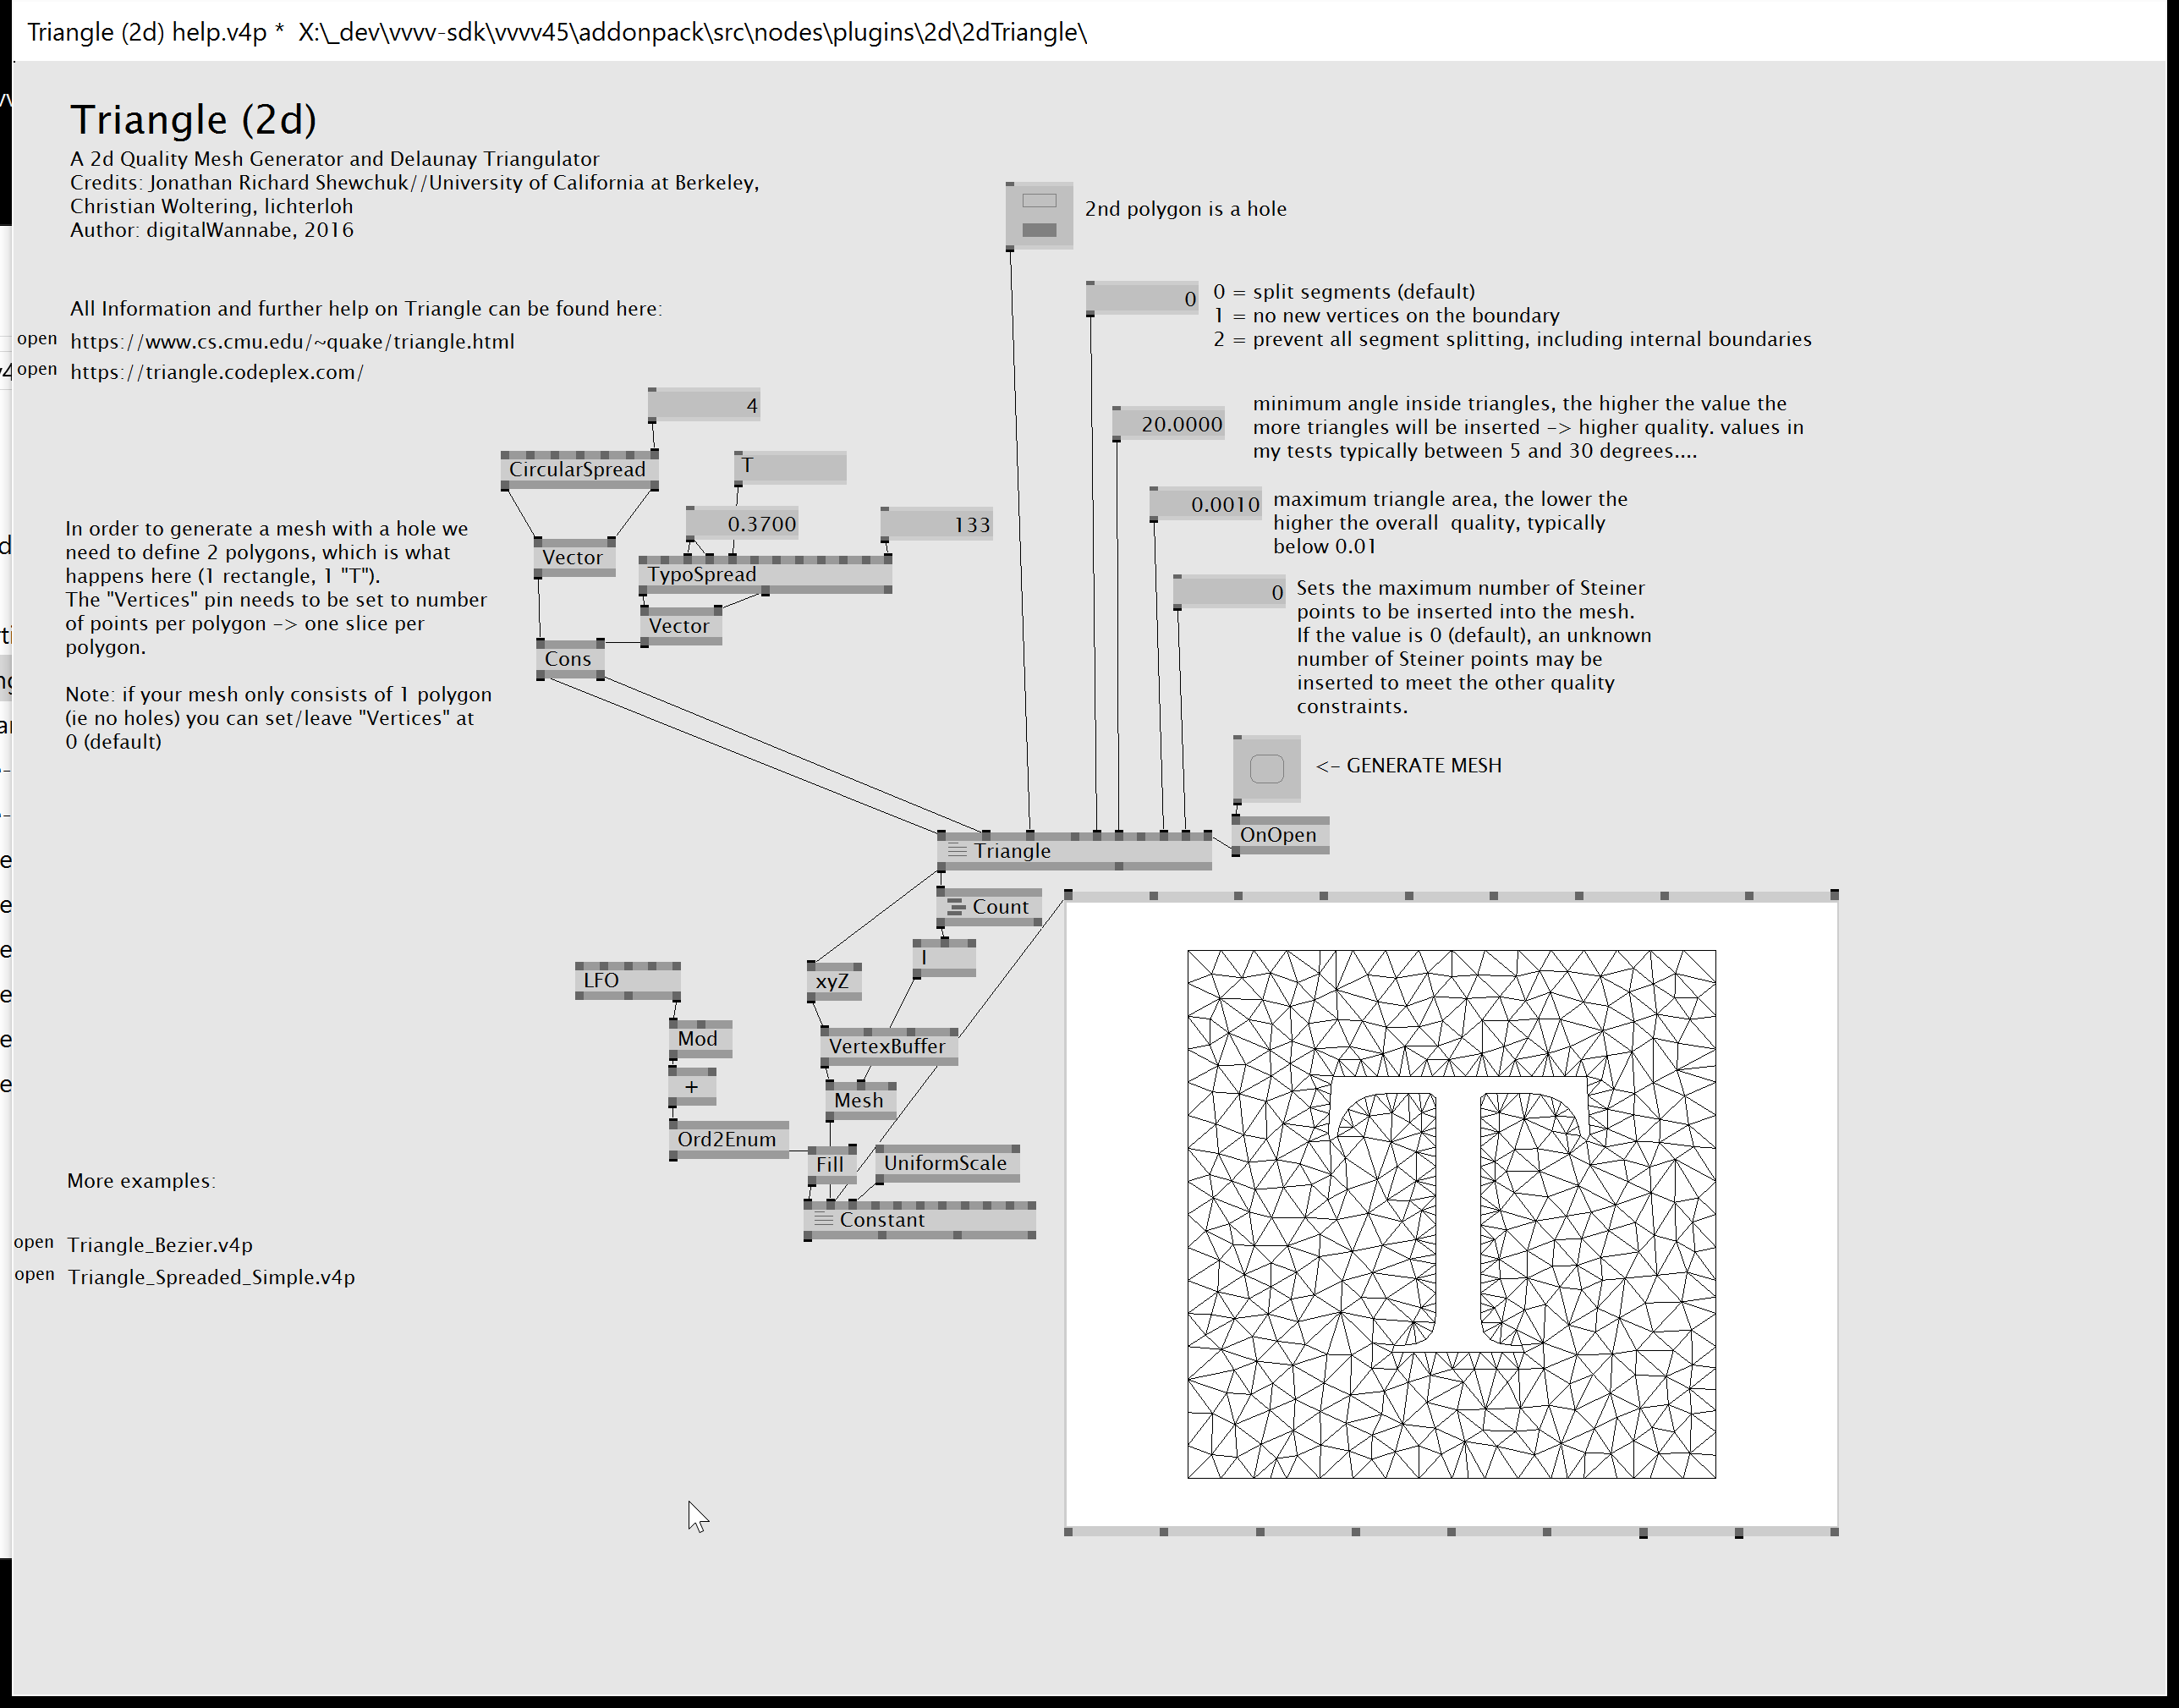 Triangle (2d) help.v4p *  X:\_dev\vvvv-sdk\vvvv45\addonpack\src\nodes\plugins\2d\2dTriangle\
Triangle (2d)
A 2d Quality Mesh Generator and Delaunay Triangulator
Credits: Jonathan Richard Shewchuk//University of California at Berkeley,
Christian Woltering, lichterloh
Author: digitalWannabe, 2016
All Information and further help on Triangle can be found here:
open https://www.cs.cmu.edu/~quake/triangle.html
open https://triangle.codeplex.com/
2nd polygon is a hole
0
0 = split segments (default)
1 = no new vertices on the boundary
2 = prevent all segment splitting, including internal boundaries
20.0000
minimum angle inside triangles, the higher the value the
more triangles will be inserted -> higher quality. values in
my tests typically between 5 and 30 degrees....
0.0010
maximum triangle area, the lower the
higher the overall  quality, typically
below 0.01
0
Sets the maximum number of Steiner
points to be inserted into the mesh.
If the value is 0 (default), an unknown
number of Steiner points may be
inserted to meet the other quality
constraints.
<- GENERATE MESH
OnOpen
4
CircularSpread
T
0.3700
133
Vector
TypoSpread
Vector
Cons
In order to generate a mesh with a hole we
need to define 2 polygons, which is what
happens here (1 rectangle, 1 "T").
The "Vertices" pin needs to be set to number
of points per polygon -> one slice per
polygon.
Note: if your mesh only consists of 1 polygon
(ie no holes) you can set/leave "Vertices" at
0 (default)
Triangle
Count
I
LFO
xyZ
Mod
VertexBuffer
+
Mesh
Ord2Enum
Fill
UniformScale
Constant
More examples:
open Triangle_Bezier.v4p
open Triangle_Spreaded_Simple.v4p